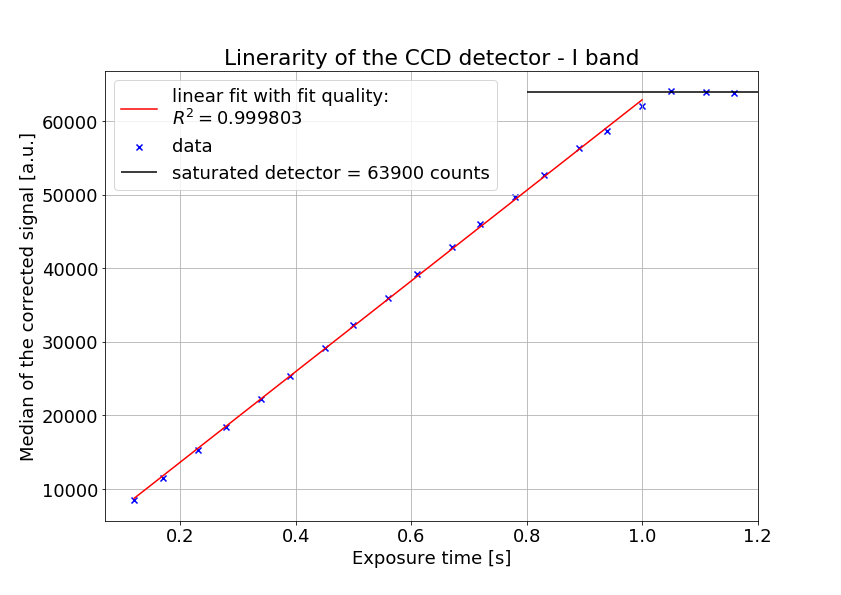 Linerarity of the CCD detector - I band
linear fit with fit quality:
R² = 0.999803
data
saturated detector = 63900 counts
Median of the corrected signal [a.u.]
60000
50000
40000
30000
20000
10000
0.2 0.4 0.6 0.8 1.0 1.2
Exposure time [s]